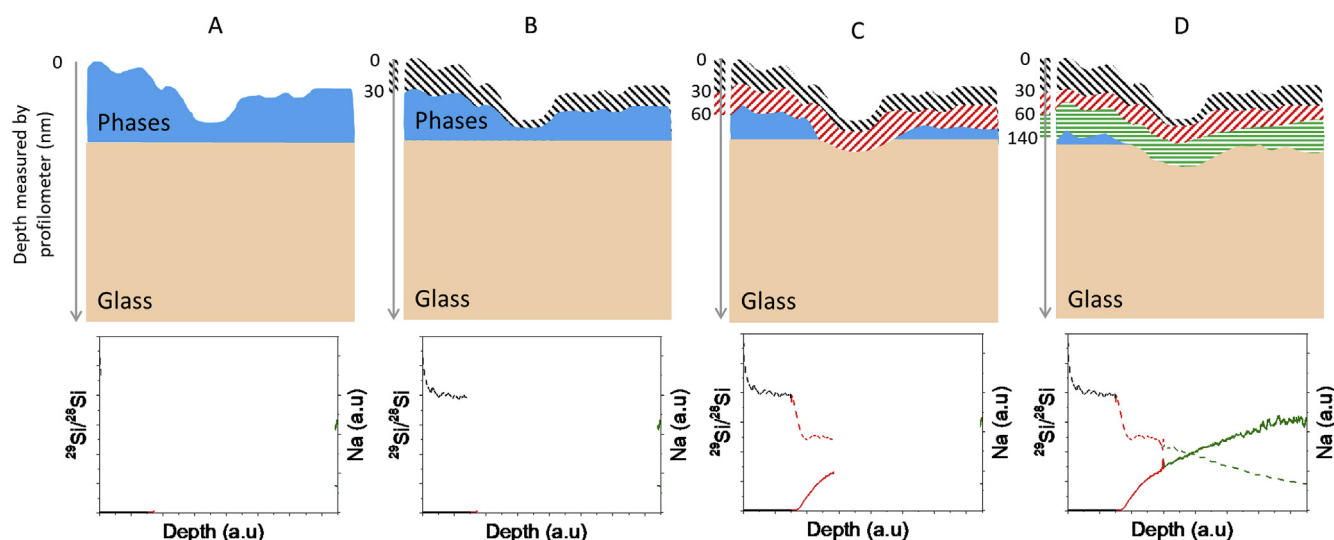 A
B
C
D
Depth measured by
profilometer (nm)
0
Phases
Glass
0
30
Phases
Glass
0
30
60
Glass
0
30
60
140
Glass
²⁹Si/²⁸Si
Na (a.u)
Depth (a.u)
²⁹Si/²⁸Si
Na (a.u)
Depth (a.u)
²⁹Si/²⁸Si
Na (a.u)
Depth (a.u)
²⁹Si/²⁸Si
Na (a.u)
Depth (a.u)